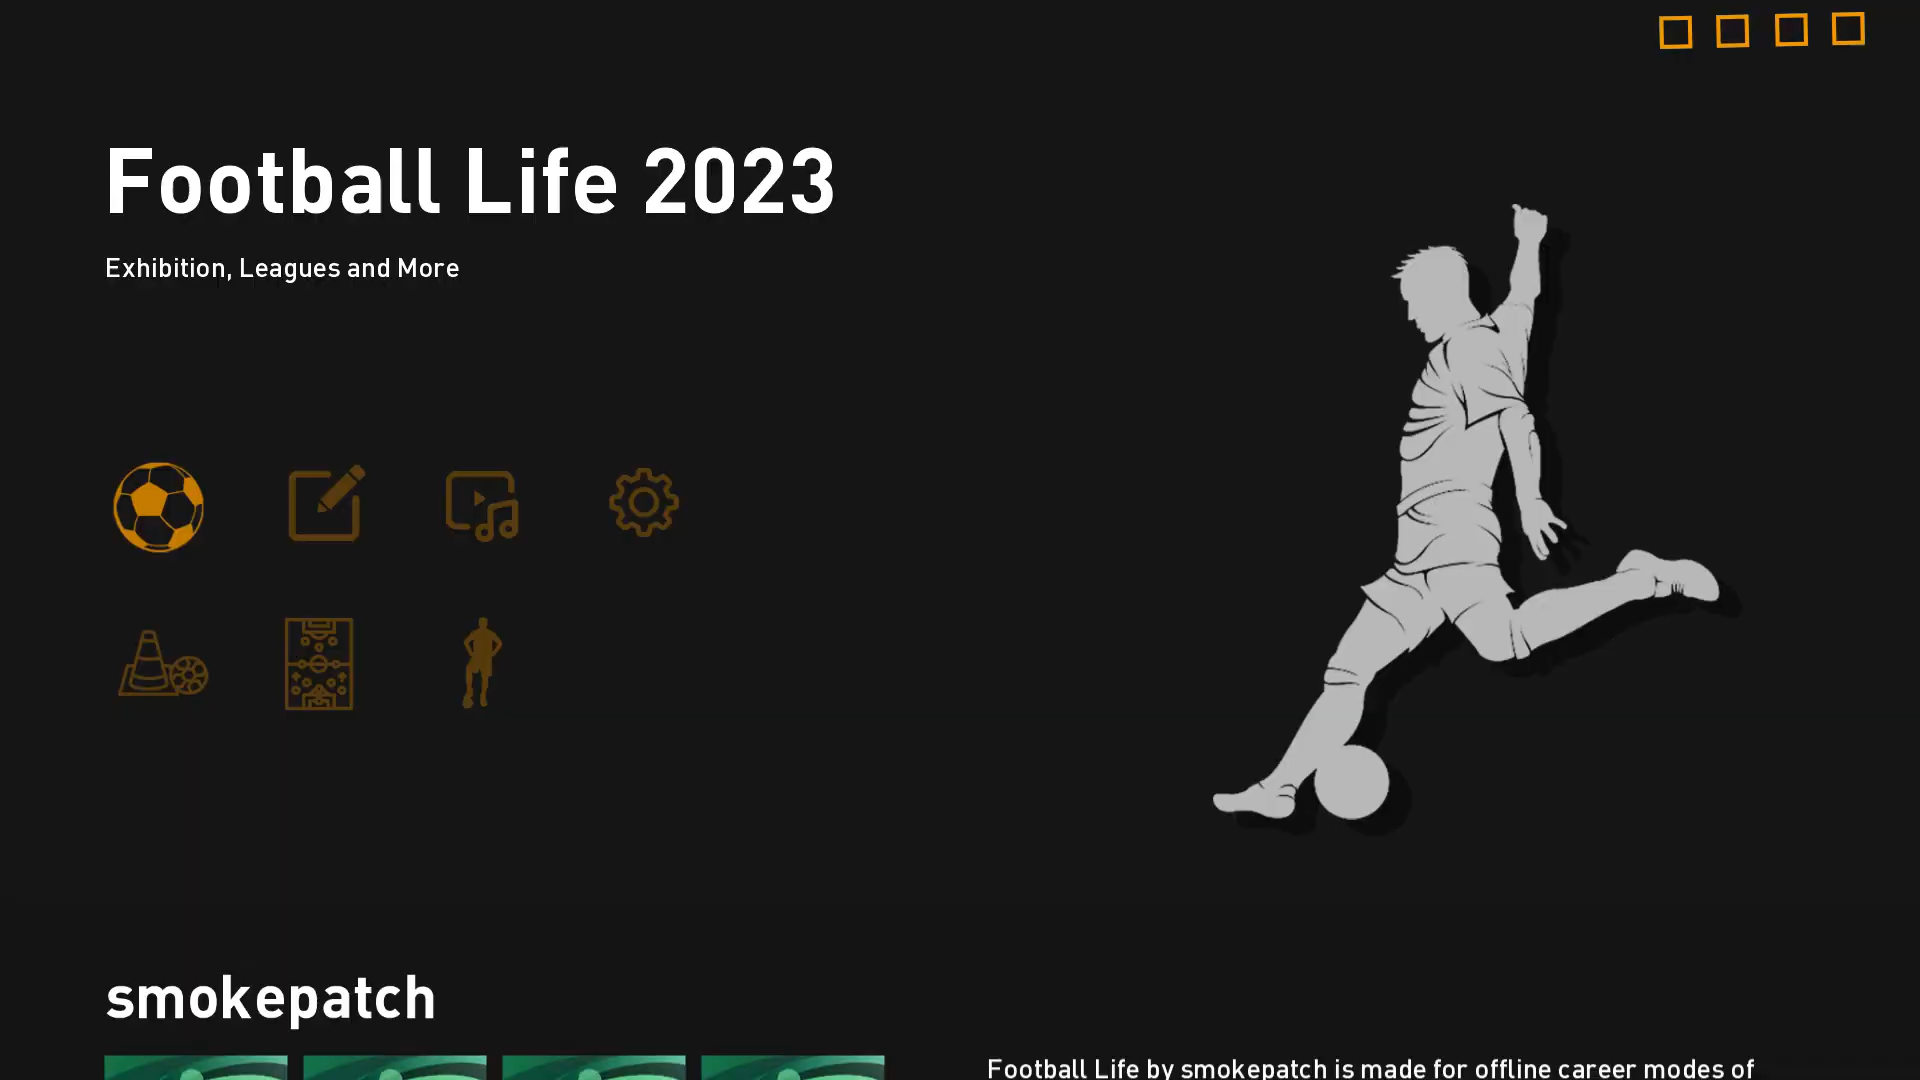 Football Life 2023
Exhibition, Leagues and More
smokepatch
Football Life by smokepatch is made for offline career modes of